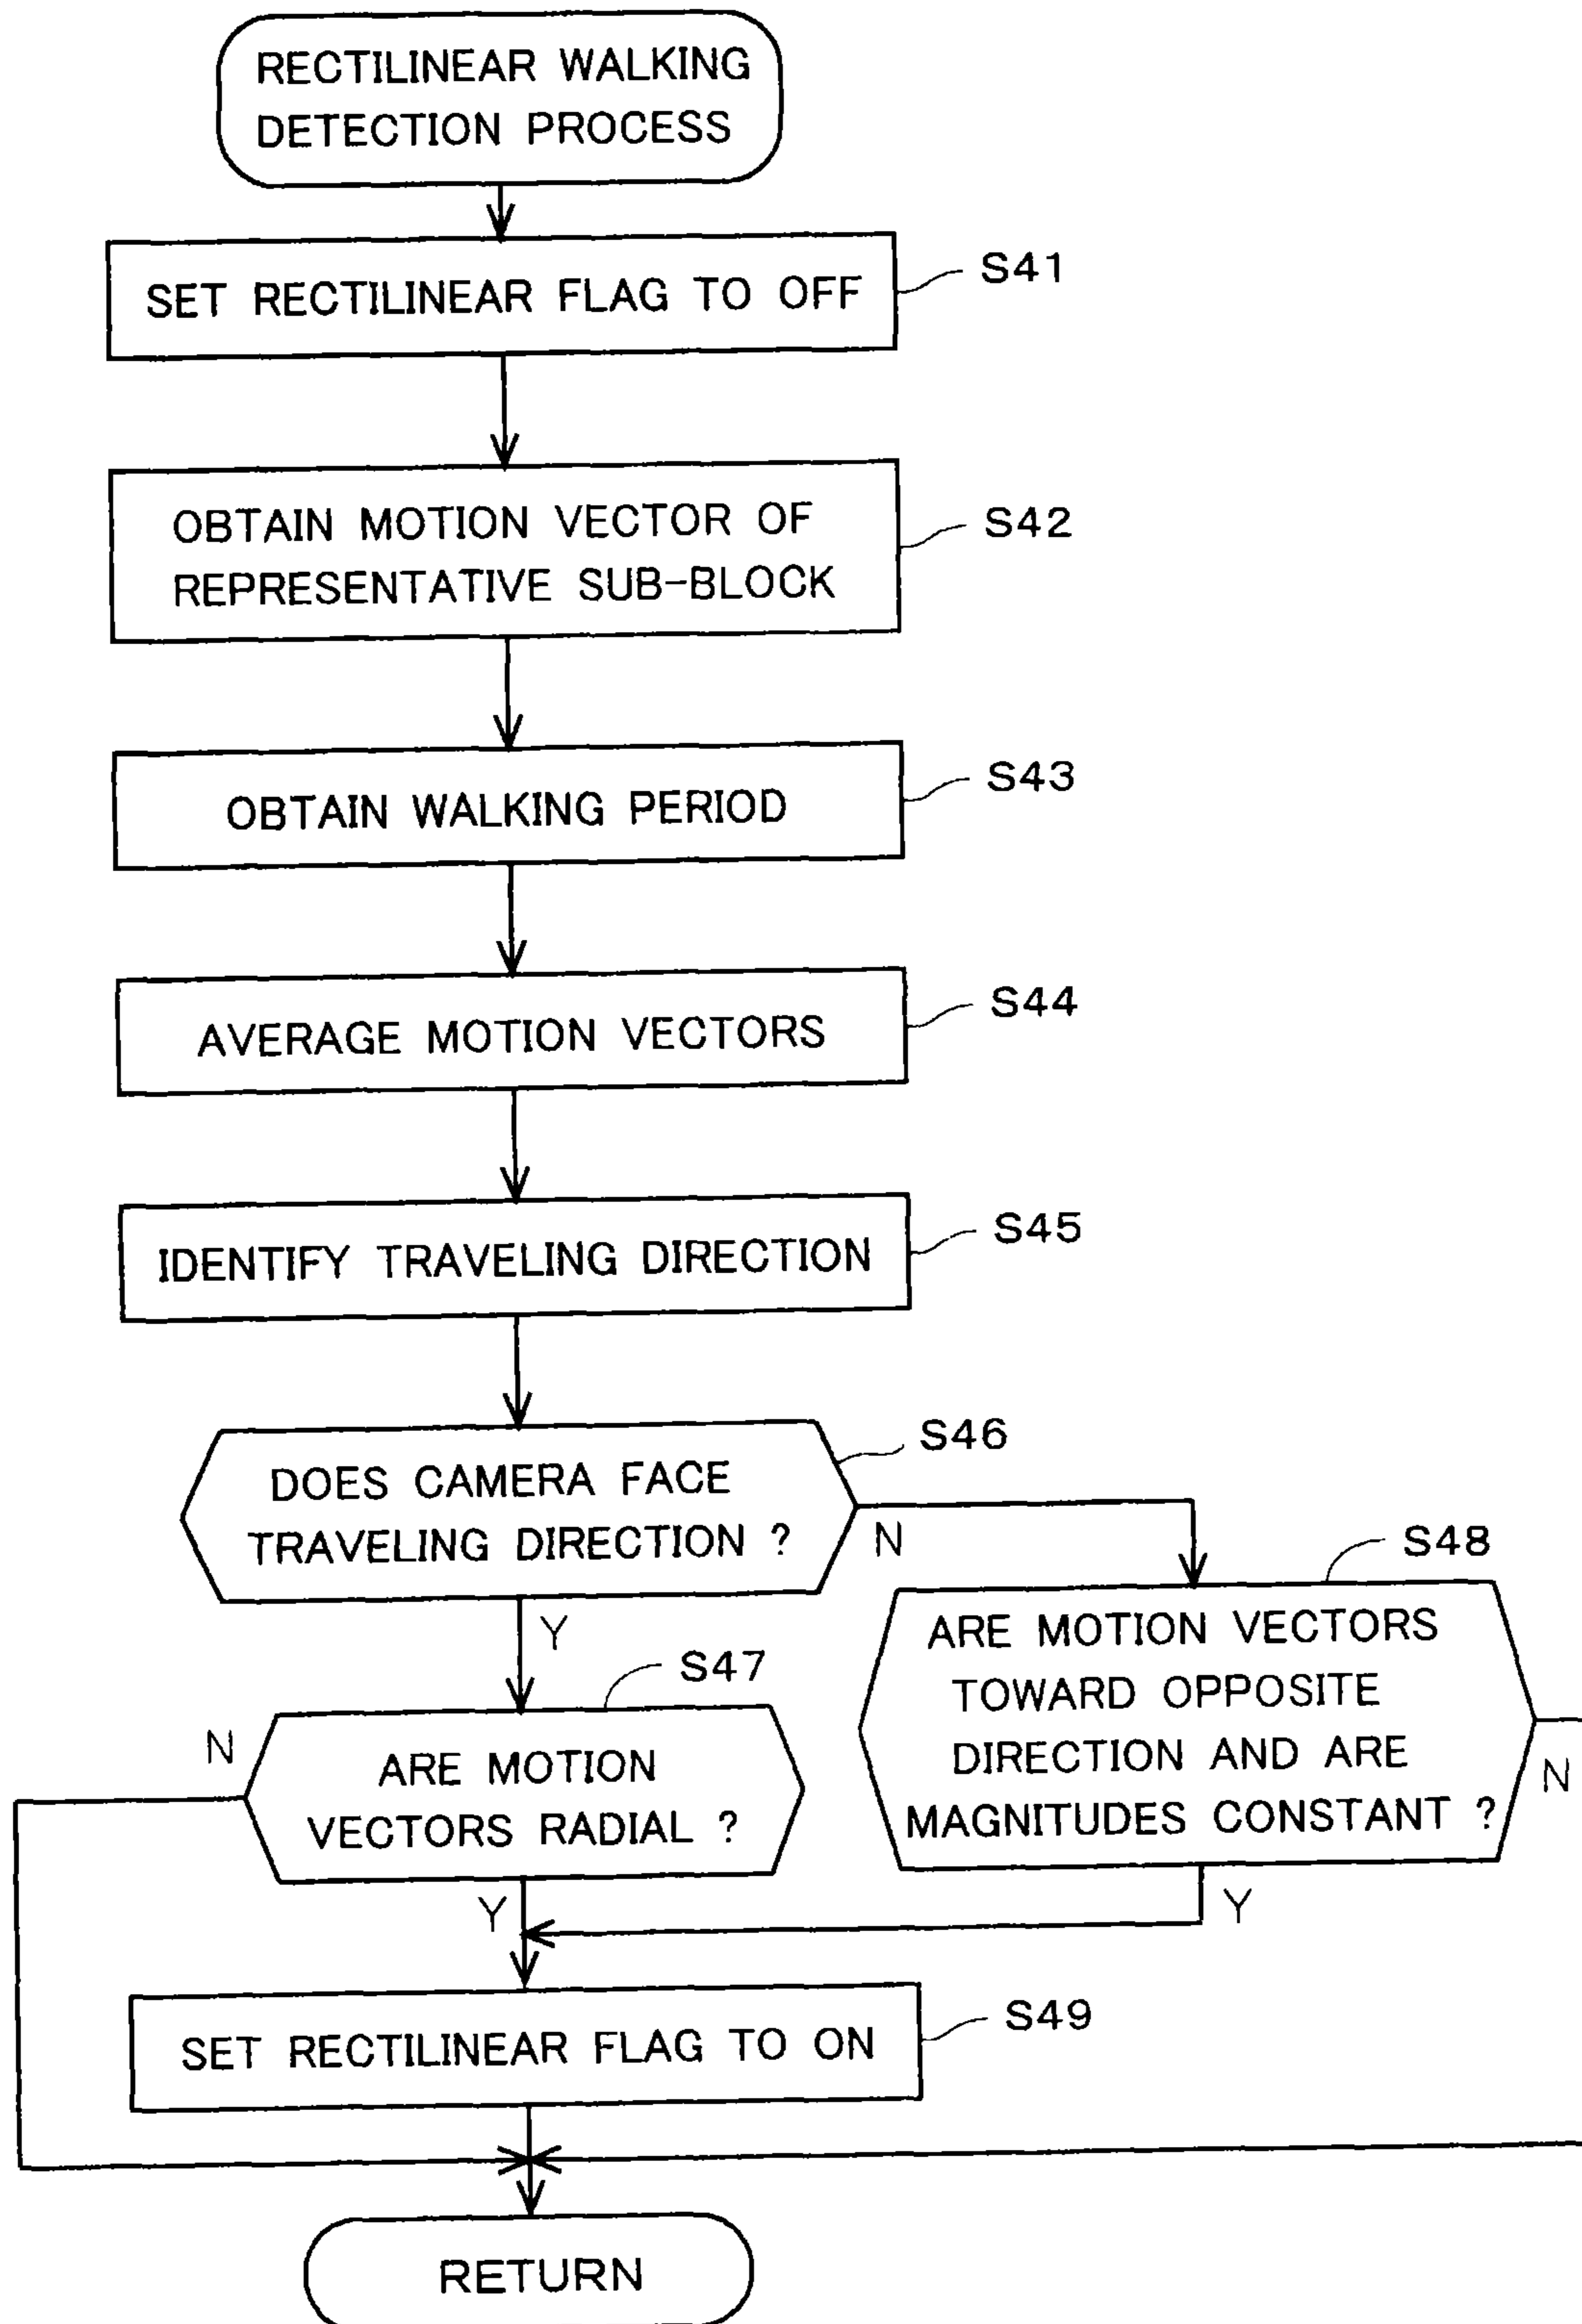 RECTILINEAR WALKING
DETECTION PROCESS
SET RECTILINEAR FLAG TO OFF
S41
OBTAIN MOTION VECTOR OF
REPRESENTATIVE SUB-BLOCK
S42
OBTAIN WALKING PERIOD
S43
AVERAGE MOTION VECTORS
S44
IDENTIFY TRAVELING DIRECTION
S45
DOES CAMERA FACE
TRAVELING DIRECTION ?
S46
N
Y
S47
N
ARE MOTION
VECTORS RADIAL ?
Y
S48
ARE MOTION VECTORS
TOWARD OPPOSITE
DIRECTION AND ARE
MAGNITUDES CONSTANT ?
N
Y
SET RECTILINEAR FLAG TO ON
S49
RETURN